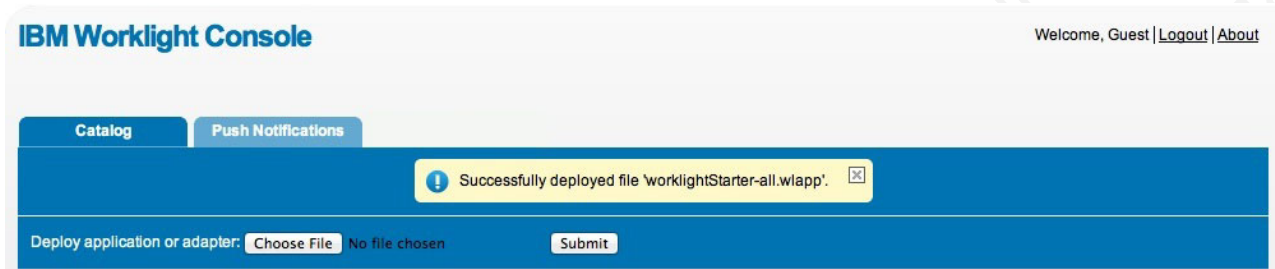 IBM Worklight Console
Welcome, Guest | Logout | About
Catalog
Push Notifications
Successfully deployed file 'worklightStarter-all.wlapp'.
Deploy application or adapter: Choose File No file chosen Submit